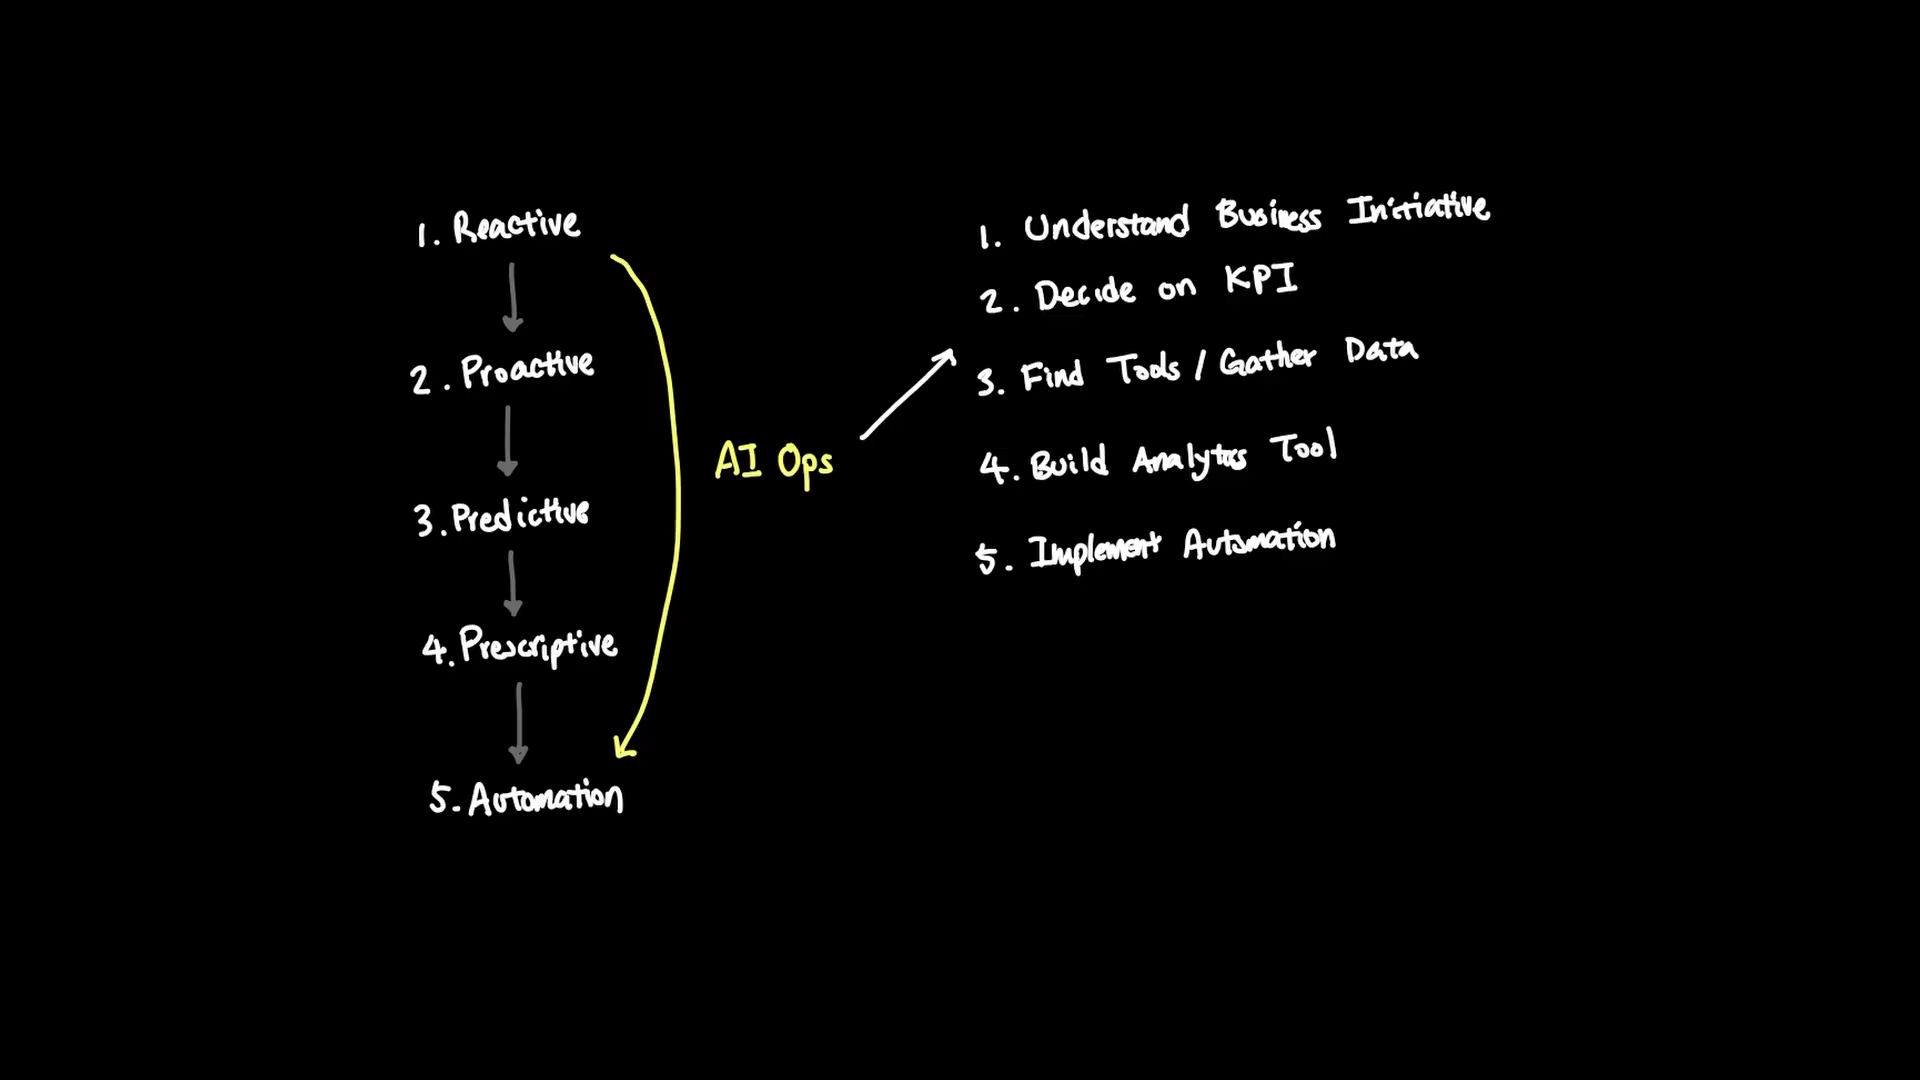 1. Reactive
2. Proactive
3. Predictive
4. Prescriptive
5. Automation
AI Ops
1. Understand Business Initiative
2. Decide on KPI
3. Find Tools / Gather Data
4. Build Analytics Tool
5. Implement Automation